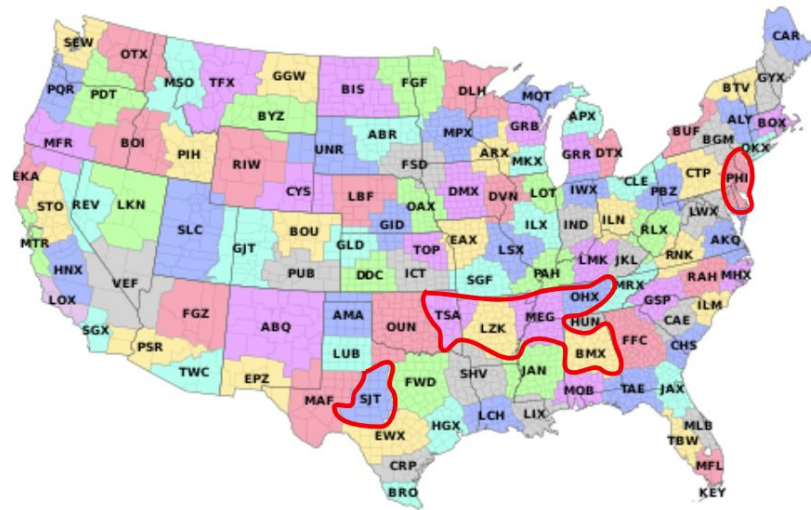 CAR
SEW
OTX
MSO
TFX
GGW
BIS
FGF
DLH
MQT
GYX
BTV
PQR
PDT
BYZ
UNR
ABR
MPX
GRB
APX
ALY
BOX
BUF
BGM
OKX
MFR
BOI
PIH
RIW
FSD
ARX
MKX
GRR
DTX
CTP
PHI
EKA
STO
REV
LKN
CYS
LBF
DMX
DVN
LOT
IWX
CLE
PBZ
SLC
GJT
BOU
GLD
GID
OAX
ILX
IND
ILN
RLX
LWX
MTR
HNX
VEF
PUB
DDC
TOP
ICT
EAX
LSX
LMK
JKL
RNK
AKQ
LOX
SGX
PSR
FGZ
ABQ
AMA
OUN
TSA
SGF
PAH
OHX
MRX
RAH
MHX
LZK
MEG
HUN
GSP
ILM
TWC
EPZ
LUB
BMX
FFC
CAE
CHS
MAF
SJT
FWD
SHV
JAN
MOB
TAE
JAX
EWX
HGX
LCH
LIX
TBW
MLB
CRP
BRO
MFL
KEY